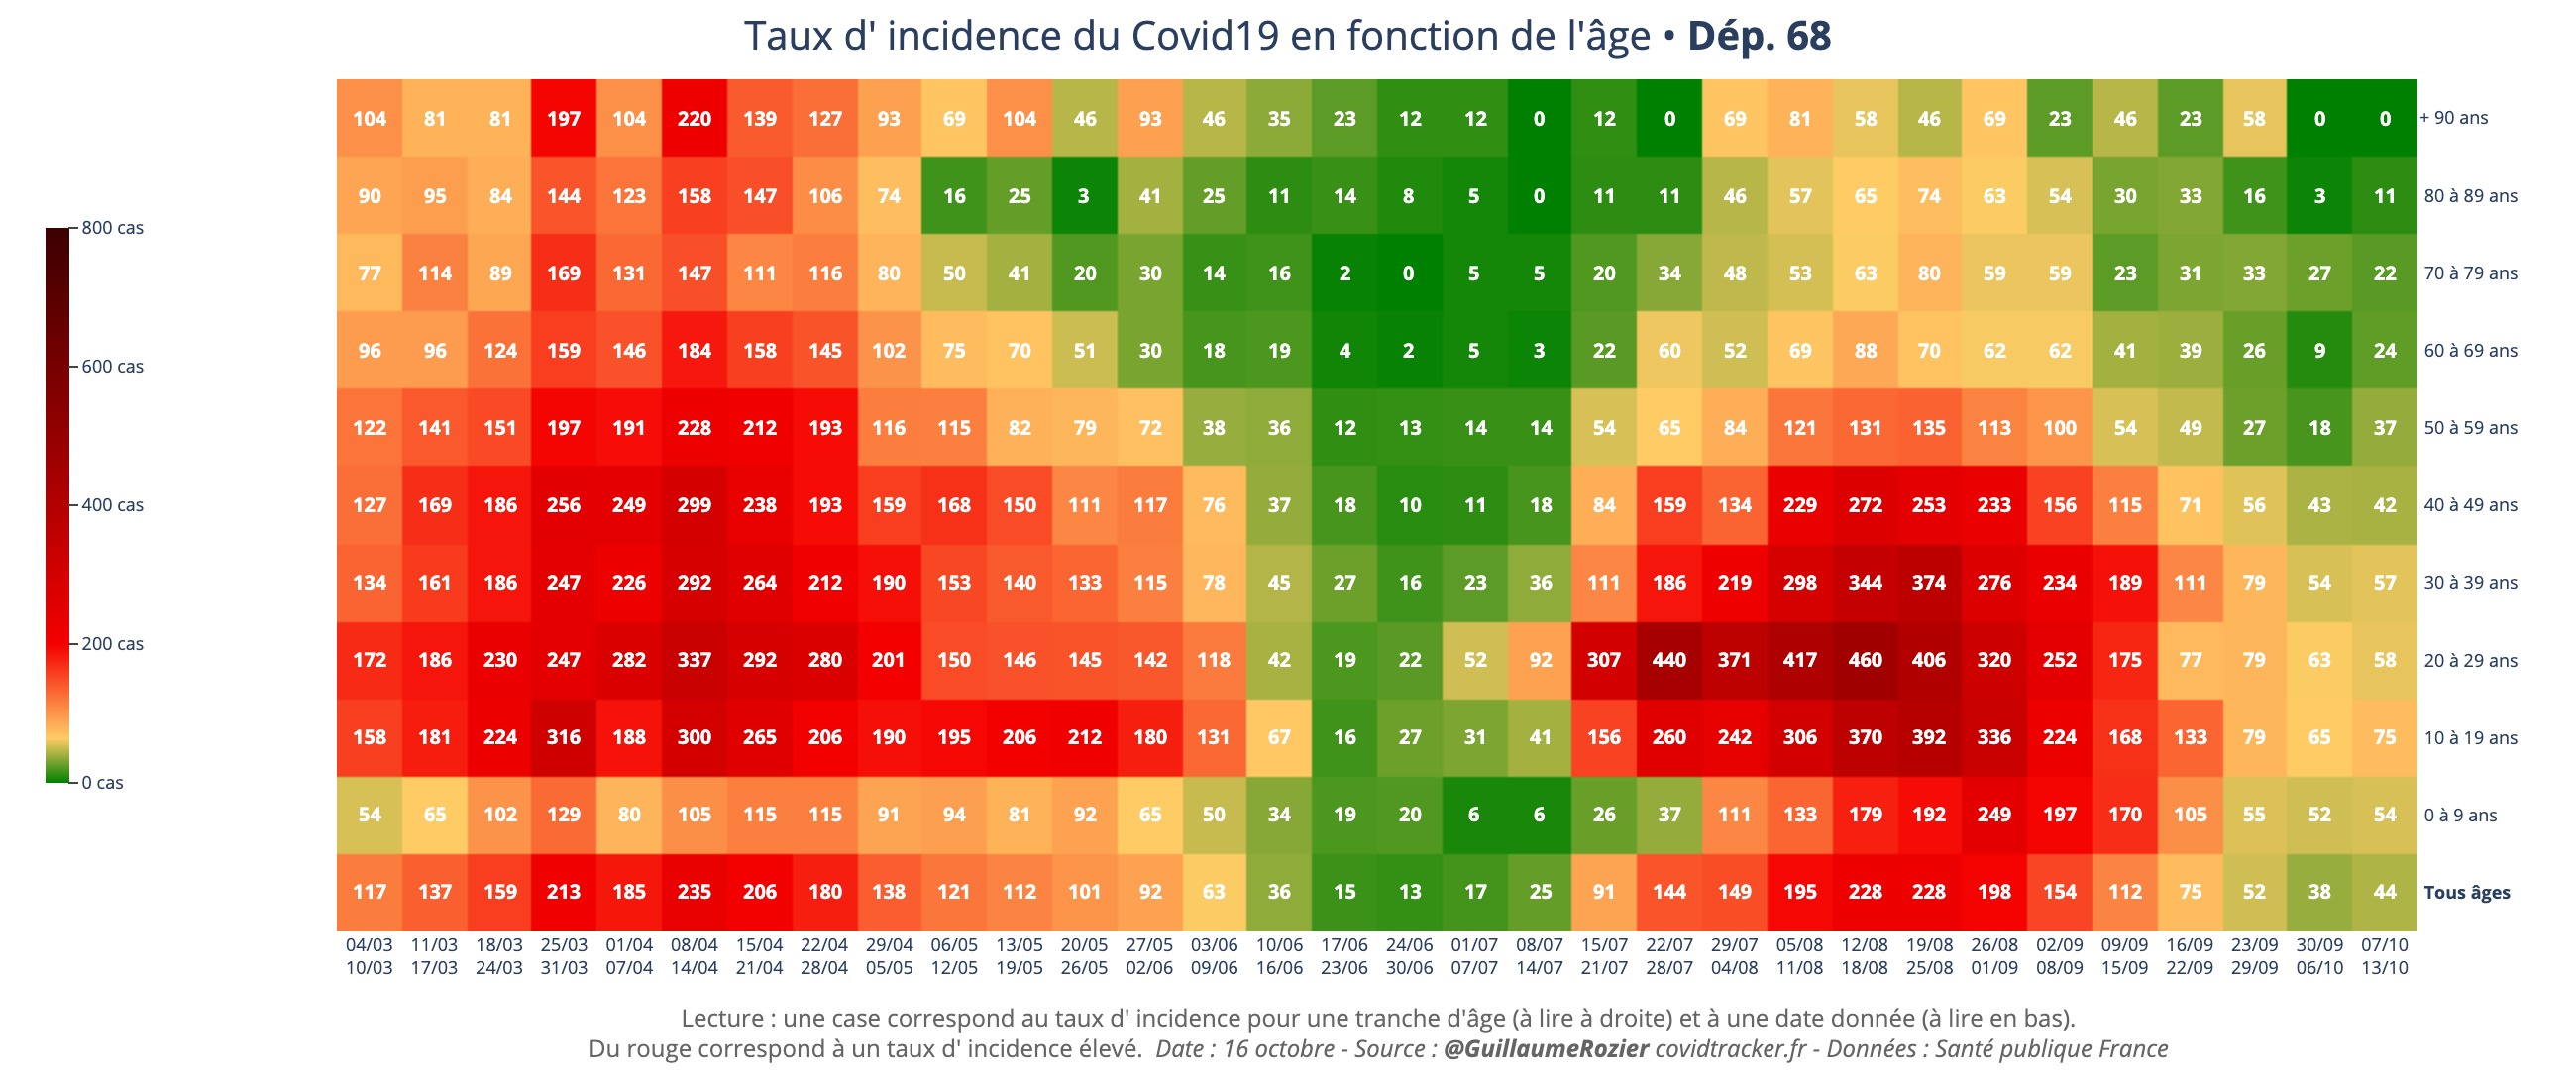 Taux d' incidence du Covid19 en fonction de l'âge • Dép. 68
104 81 81 197 104 220 139 127 93 69 104 46 93 46 35 23 12 12 0 12 0 69 81 58 46 69 23 46 23 58 0 0 + 90 ans
90 95 84 144 123 158 147 106 74 16 25 3 41 25 11 14 8 5 0 11 11 46 57 65 74 63 54 30 33 16 3 11 80 à 89 ans
800 cas
77 114 89 169 131 147 111 116 80 50 41 20 30 14 16 2 0 5 5 20 34 48 53 63 80 59 59 23 31 33 27 22 70 à 79 ans
96 96 124 159 146 184 158 145 102 75 70 51 30 18 19 4 2 5 3 22 60 52 69 88 70 62 62 41 39 26 9 24 60 à 69 ans
600 cas
122 141 151 197 191 228 212 193 116 115 82 79 72 38 36 12 13 14 14 54 65 84 121 131 135 113 100 54 49 27 18 37 50 à 59 ans
400 cas
127 169 186 256 249 299 238 193 159 168 150 111 117 76 37 18 10 11 18 84 159 134 229 272 253 233 156 115 71 56 43 42 40 à 49 ans
134 161 186 247 226 292 264 212 190 153 140 133 115 78 45 27 16 23 36 111 186 219 298 344 374 276 234 189 111 79 54 57 30 à 39 ans
200 cas
172 186 230 247 282 337 292 280 201 150 146 145 142 118 42 19 22 52 92 307 440 371 417 460 406 320 252 175 77 79 63 58 20 à 29 ans
158 181 224 316 188 300 265 206 190 195 206 212 180 131 67 16 27 31 41 156 260 242 306 370 392 336 224 168 133 79 65 75 10 à 19 ans
0 cas
54 65 102 129 80 105 115 115 91 94 81 92 65 50 34 19 20 6 6 26 37 111 133 179 192 249 197 170 105 55 52 54 0 à 9 ans
117 137 159 213 185 235 206 180 138 121 112 101 92 63 36 15 13 17 25 91 144 149 195 228 228 198 154 112 75 52 38 44 Tous âges
04/03 11/03 18/03 25/03 01/04 08/04 15/04 22/04 29/04 06/05 13/05 20/05 27/05 03/06 10/06 17/06 24/06 01/07 08/07 15/07 22/07 29/07 05/08 12/08 19/08 26/08 02/09 09/09 16/09 23/09 30/09 07/10
10/03 17/03 24/03 31/03 07/04 14/04 21/04 28/04 05/05 12/05 19/05 26/05 02/06 09/06 16/06 23/06 30/06 07/07 14/07 21/07 28/07 04/08 11/08 18/08 25/08 01/09 08/09 15/09 22/09 29/09 06/10 13/10
Lecture : une case correspond au taux d' incidence pour une tranche d'âge (à lire à droite) et à une date donnée (à lire en bas).
Du rouge correspond à un taux d' incidence élevé. Date : 16 octobre - Source : @GuillaumeRozier covidtracker.fr - Données : Santé publique France